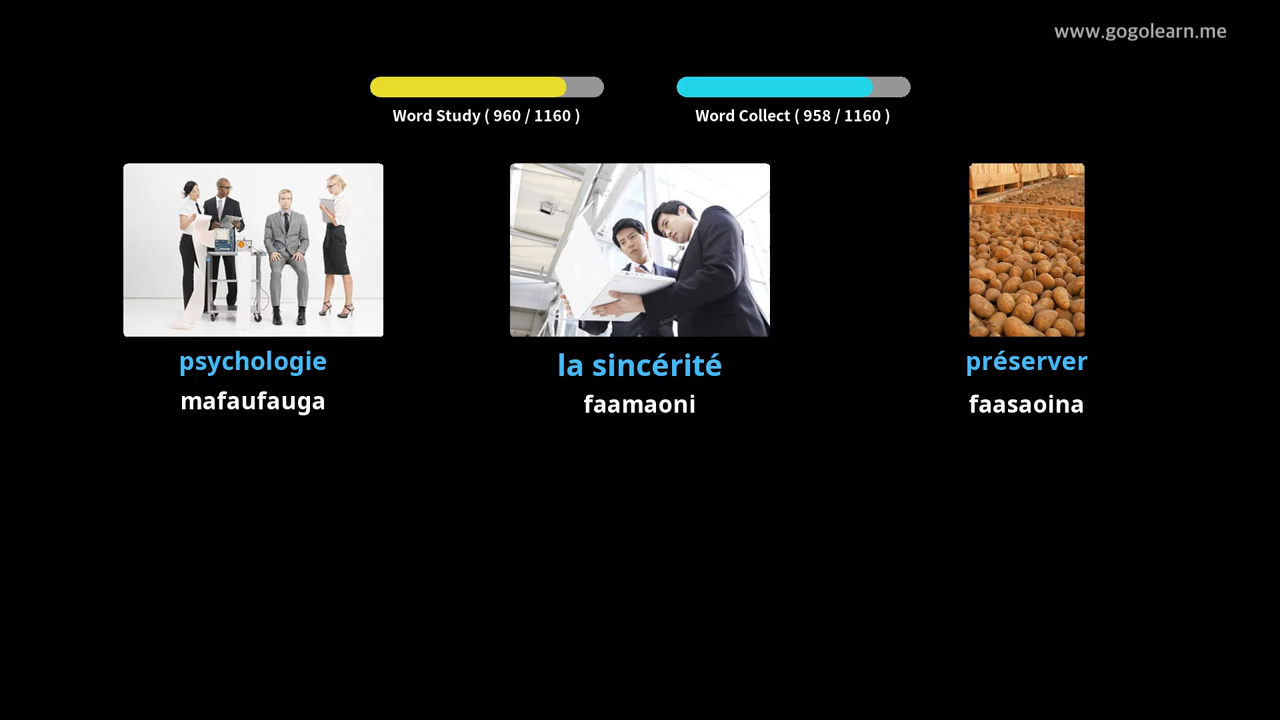 www.gogolearn.me
Word Study ( 960 / 1160 )
Word Collect ( 958 / 1160 )
psychologie
mafaufauga
la sincérité
faamaoni
préserver
faasaoina